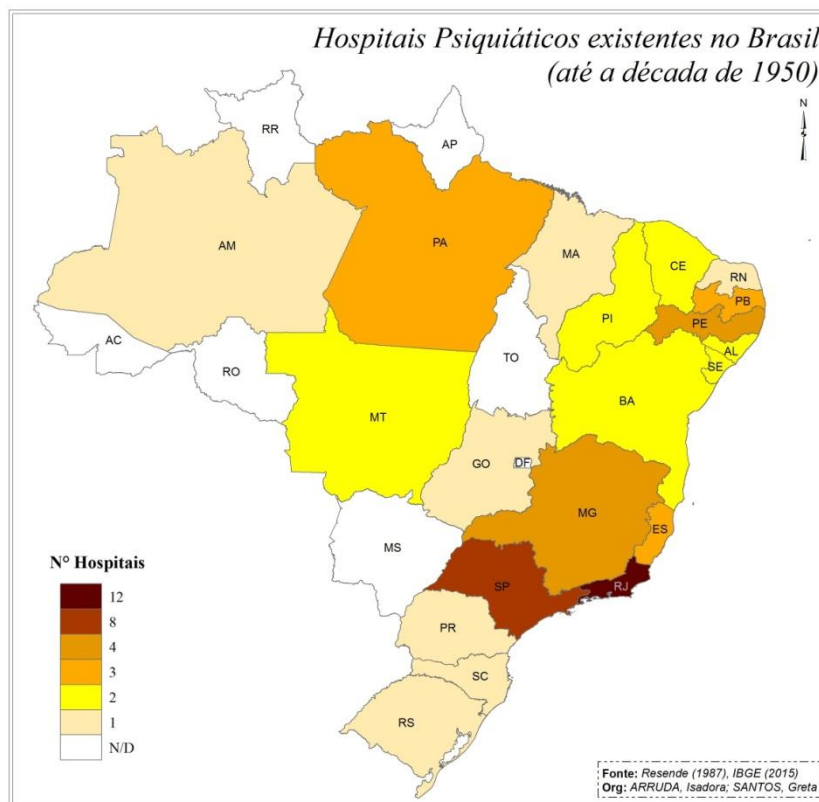 Hospitais Psiquiáticos existentes no Brasil
(até a década de 1950)
N
RR
AP
AM
PA
MA
CE
RN
PB
PE
PI
AL
SE
AC
RO
TO
BA
MT
GO
DF
MG
ES
MS
SP
RJ
PR
SC
RS
N° Hospitais
12
8
4
3
2
1
N/D
Fonte: Resende (1987), IBGE (2015)
Org: ARRUDA, Isadora; SANTOS, Greta